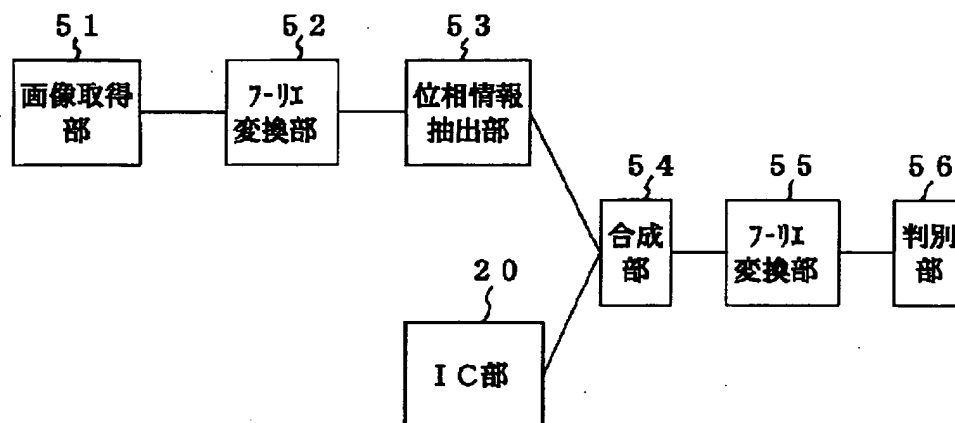 ５１
画像取得
部
５２
ﾌｰﾘｴ
変換部
５３
位相情報
抽出部
５４
合成
部
５５
ﾌｰﾘｴ
変換部
５６
判別
部
２０
ＩＣ部